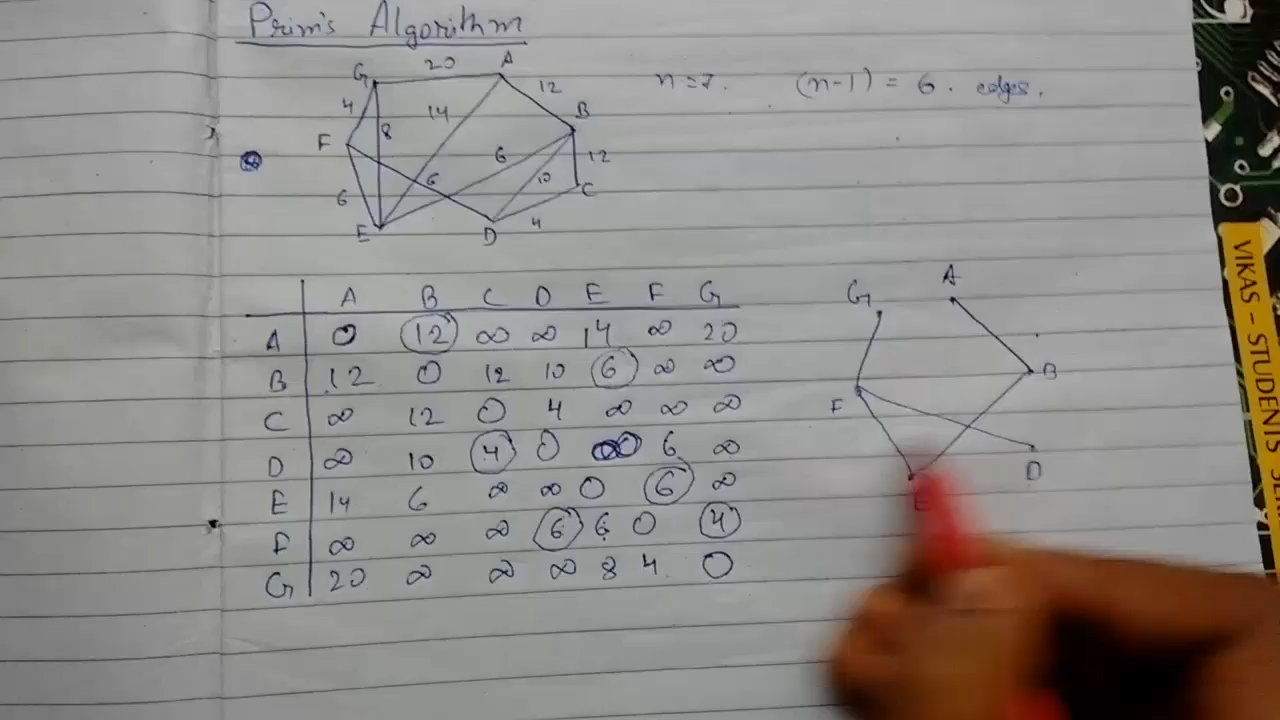 Prim's Algorithm
G 20 A
n=7. (n-1) = 6. edges.
4 12
8 14 B
F 6 12
6 10 C
6
E D 4
A B C D E F G
A 0 12 ∞ ∞ 14 ∞ 20
B 12 0 12 10 6 ∞ ∞
C ∞ 12 0 4 ∞ ∞ ∞
D ∞ 10 4 0 ∞ 6 ∞
E 14 6 ∞ ∞ 0 6 ∞
F ∞ ∞ ∞ 6 6 0 4
G 20 ∞ ∞ ∞ 8 4 0
G A
B
F
D
E
VIKAS - STUDENTS